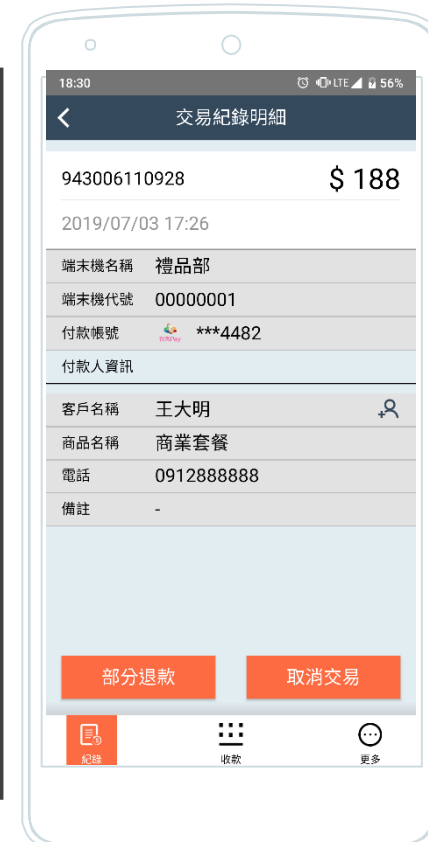 18:30 LTE 56%
交易紀錄明細
943006110928 $ 188
2019/07/03 17:26
端末機名稱 禮品部
端末機代號 00000001
付款帳號 ***4482
付款人資訊
客戶名稱 王大明
商品名稱 商業套餐
電話 0912888888
備註 -
部分退款 取消交易
紀錄 收款 更多